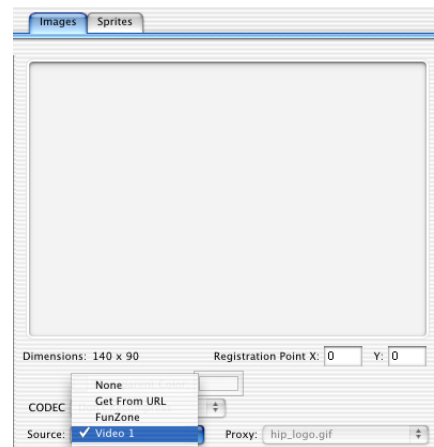 Images Sprites
Dimensions: 140 x 90 Registration Point X: 0 Y: 0
None
Get From URL
CODEC
FunZone
Source: ✓ Video 1 Proxy: hip_logo.gif